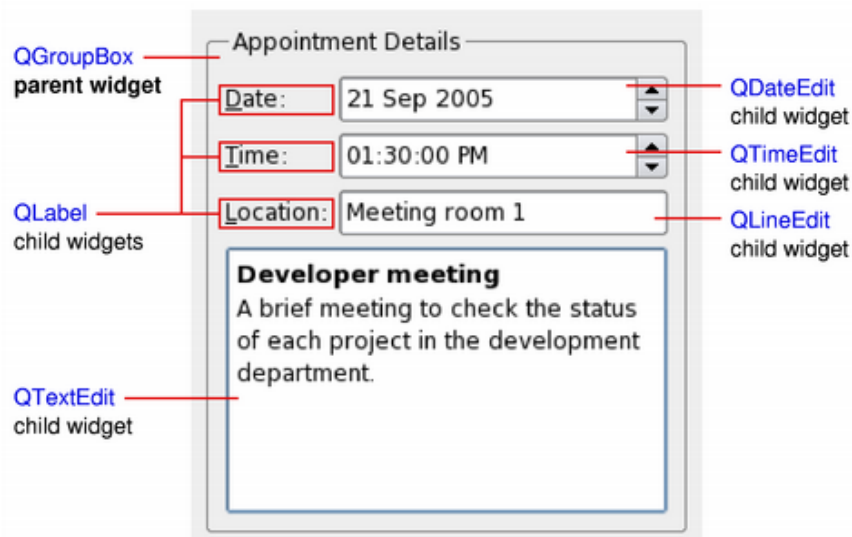 Appointment Details
QGroupBox
parent widget
Date:
21 Sep 2005
QDateEdit
child widget
Time:
01:30:00 PM
QTimeEdit
child widget
QLabel
child widgets
Location:
Meeting room 1
QLineEdit
child widget
Developer meeting
A brief meeting to check the status
of each project in the development
department.
QTextEdit
child widget